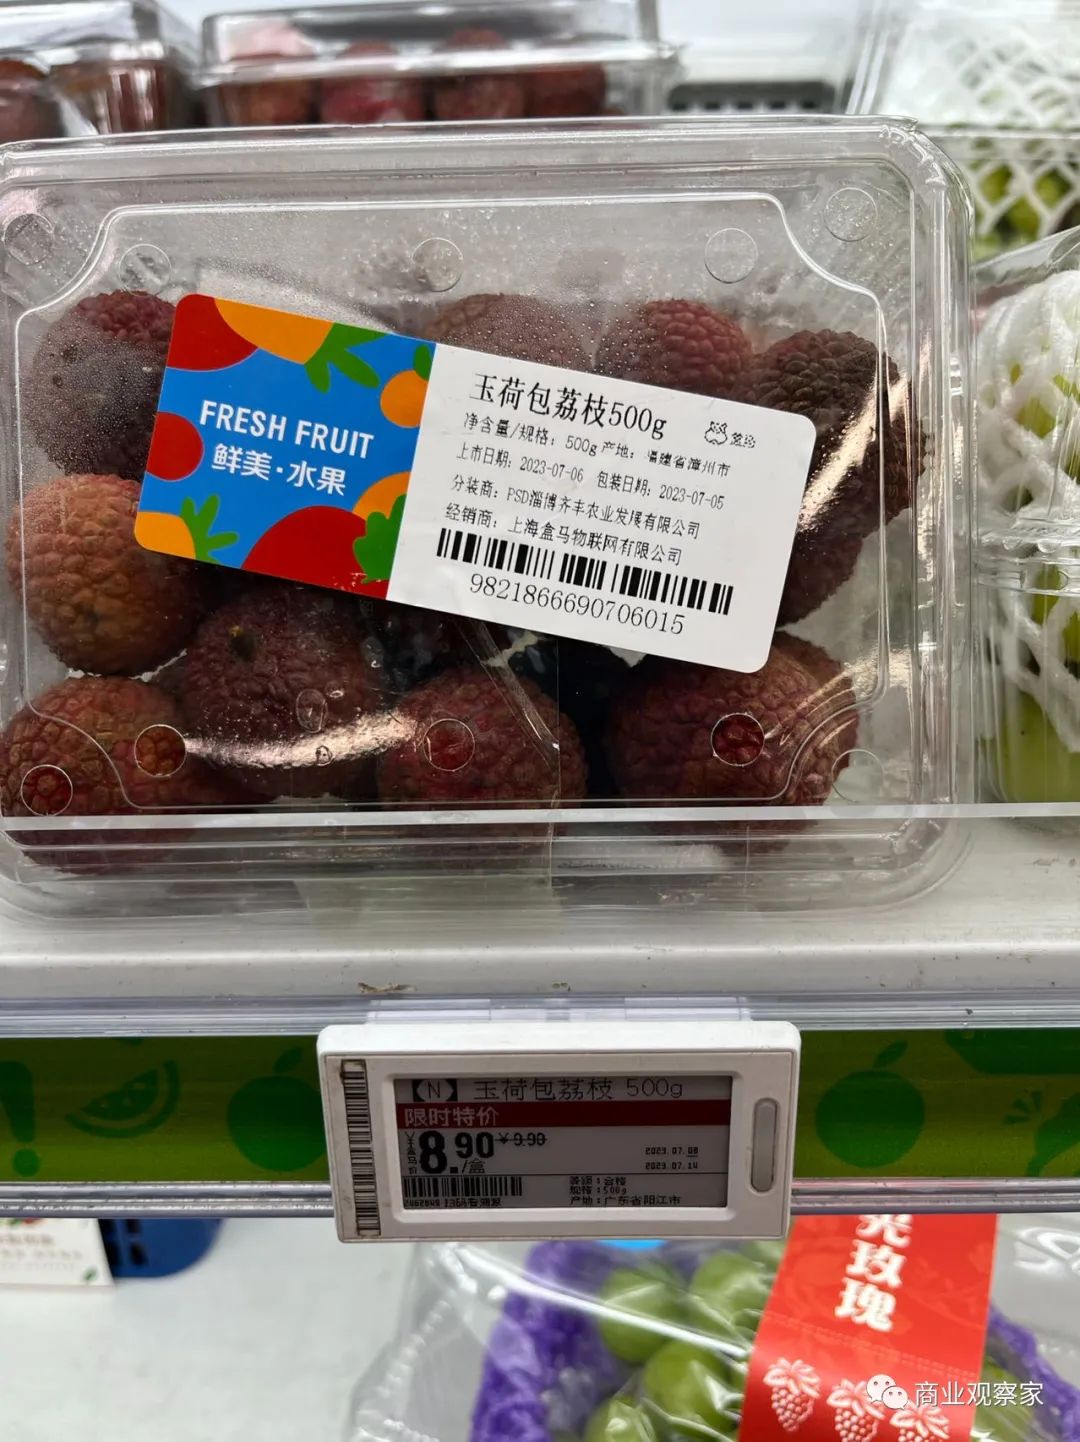 FRESH FRUIT
鲜美·水果
玉荷包荔枝500g
净含量/规格：500g 产地：福建省漳州市
上市日期：2023-07-06 包装日期：2023-07-05
分装商：PSD淄博齐丰农业发展有限公司
经销商：上海盒马物联网有限公司
9821866690706015
N 玉荷包荔枝 500g
限时特价
¥8.90/盒 ¥9.90
2023.07.08
2023.07.14
等级：合格
规格：500g
产地：广东省阳江市
光玫瑰
商业观察家